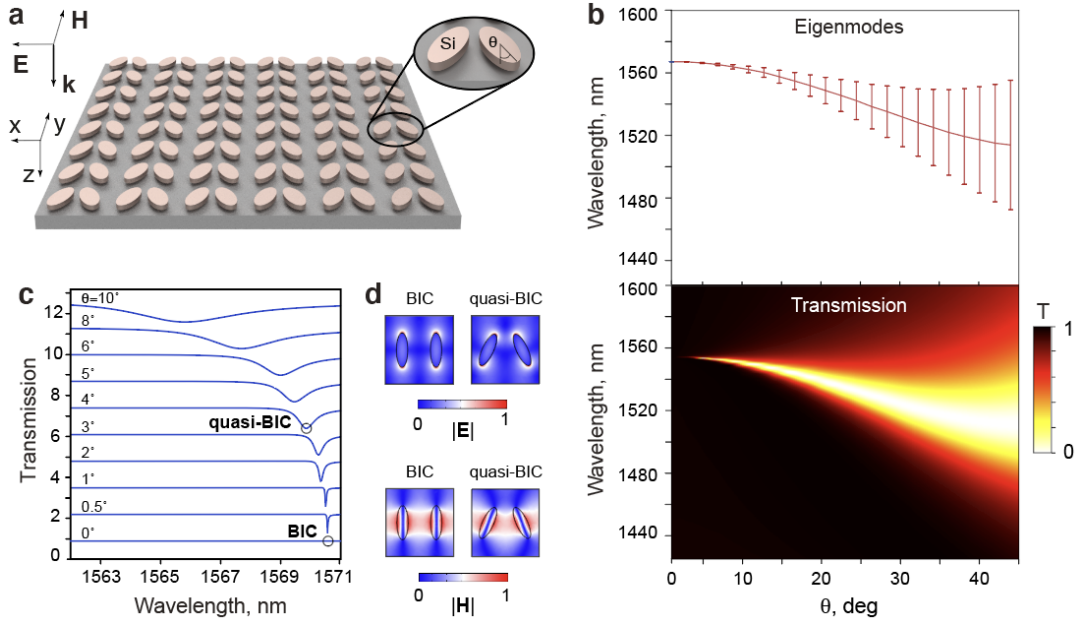 a
H
E
k
x
y
z
Si
θ
b
Eigenmodes
Wavelength, nm
1600
1560
1520
1480
1440
Transmission
Wavelength, nm
1600
1560
1520
1480
1440
0
10
20
30
40
θ, deg
T
1
0
c
Transmission
12
10
8
6
4
2
0
θ=10°
8°
6°
5°
4°
3°
2°
1°
0.5°
0°
quasi-BIC
BIC
1563
1565
1567
1569
1571
Wavelength, nm
d
BIC quasi-BIC
0 1
|E|
BIC quasi-BIC
0 1
|H|